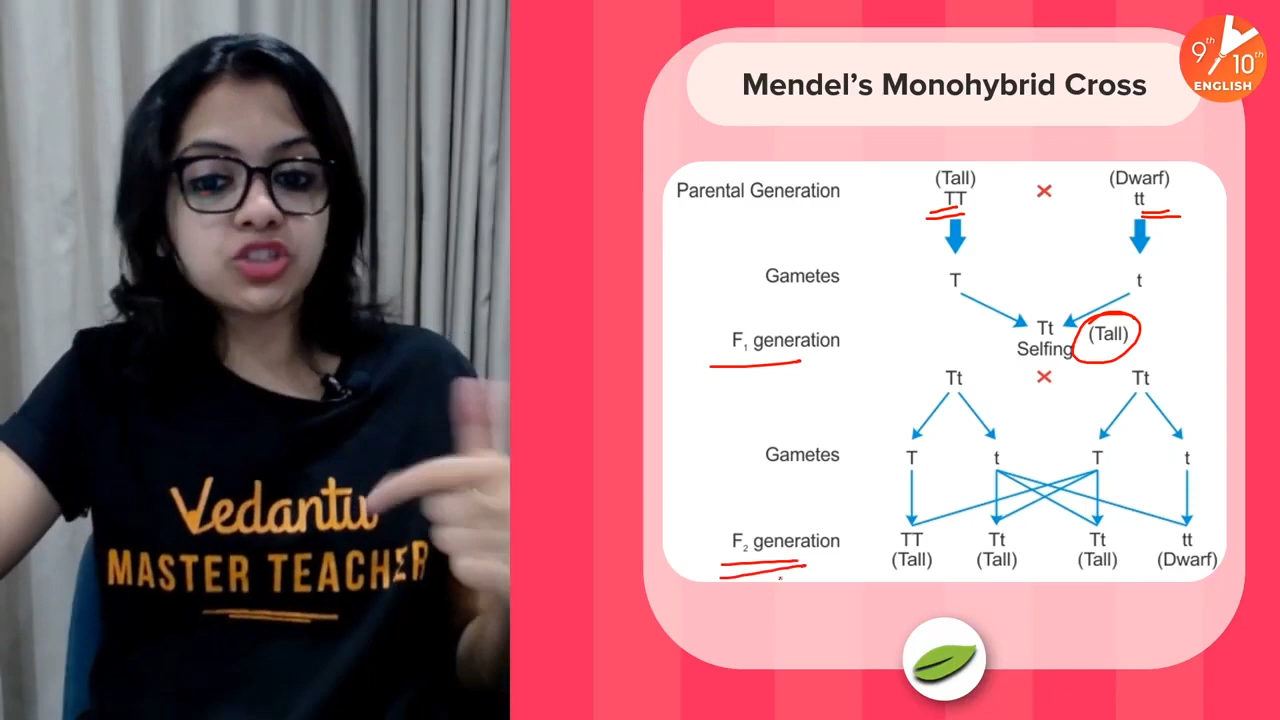 Vedantu
MASTER TEACHER
9th 10th
ENGLISH
Mendel's Monohybrid Cross
Parental Generation (Tall) × (Dwarf)
TT tt
Gametes T t
F₁ generation Tt (Tall)
Selfing
Tt × Tt
Gametes T t T t
F₂ generation TT Tt Tt tt
(Tall) (Tall) (Tall) (Dwarf)